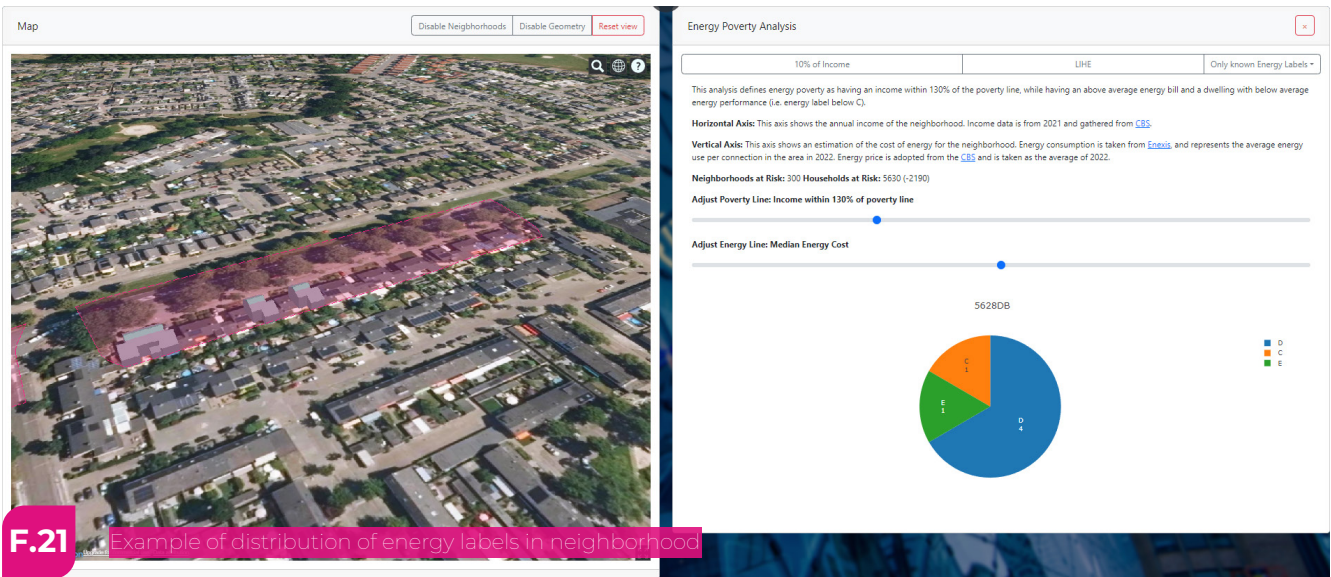 Map
Disable Neigbhorhoods
Disable Geometry
Reset view
Energy Poverty Analysis
×
10% of Income
LIHE
Only known Energy Labels
This analysis defines energy poverty as having an income within 130% of the poverty line, while having an above average energy bill and a dwelling with below average
energy performance (i.e. energy label below C).
Horizontal Axis: This axis shows the annual income of the neighborhood. Income data is from 2021 and gathered from CBS.
Vertical Axis: This axis shows an estimation of the cost of energy for the neighborhood. Energy consumption is taken from Enexis, and represents the average energy
use per connection in the area in 2022. Energy price is adopted from the CBS and is taken as the average of 2022.
Neighborhoods at Risk: 300 Households at Risk: 5630 (-2190)
Adjust Poverty Line: Income within 130% of poverty line
Adjust Energy Line: Median Energy Cost
5628DB
C
1
E
1
D
4
D
C
E
F.21
Example of distribution of energy labels in neighborhood